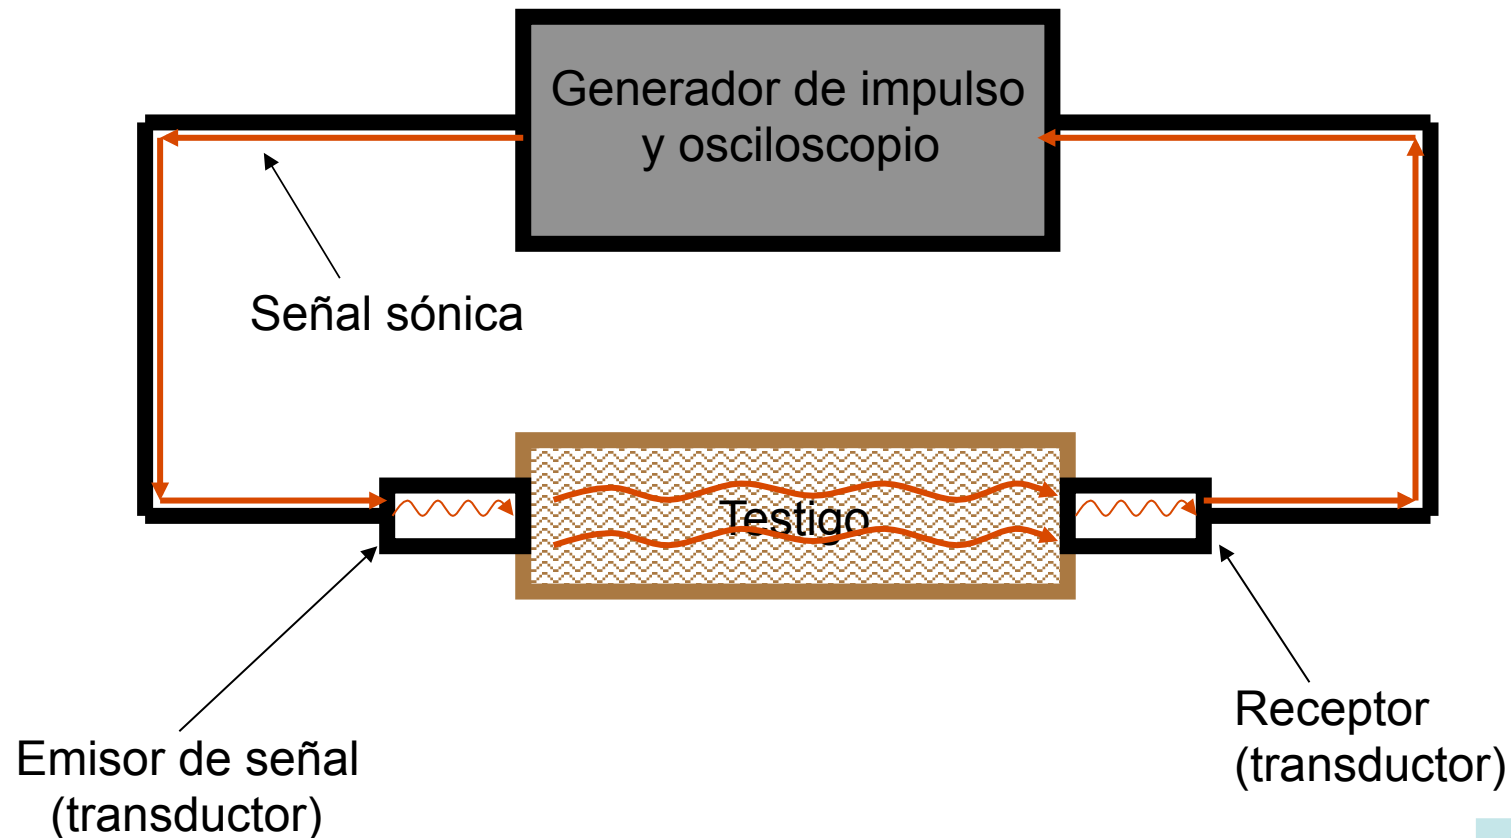 Generador de impulso
y osciloscopio
Señal sónica
Testigo
Emisor de señal
(transductor)
Receptor
(transductor)